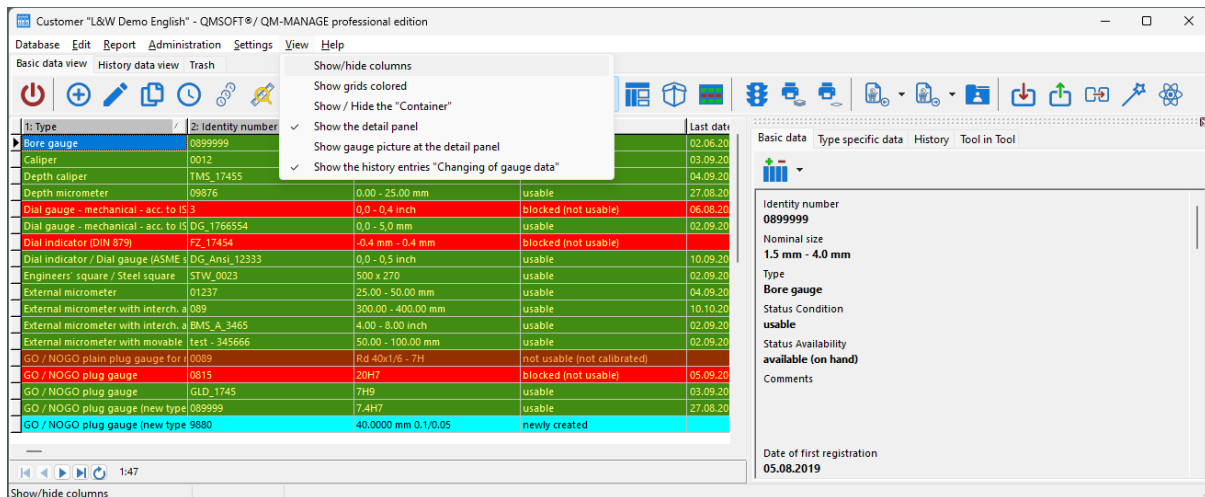 Customer "L&W Demo English" - QMSOFT®/ QM-MANAGE professional edition
Database Edit Report Administration Settings View Help
Basic data view History data view Trash
Show/hide columns
Show grids colored
Show / Hide the "Container"
Show the detail panel
Show gauge picture at the detail panel
Show the history entries "Changing of gauge data"
1: Type 2: Identity number Last date
Bore gauge 0899999 02.06.20
Caliper 0012 03.09.20
Depth caliper TMS_17455 04.09.20
Depth micrometer 09876 0.00 - 25.00 mm usable 27.08.20
Dial gauge - mechanical - acc. to IS 3 0,0 - 0,4 inch blocked (not usable) 06.08.20
Dial gauge - mechanical - acc. to IS DG_1766554 0,0 - 5,0 mm usable 02.09.20
Dial indicator (DIN 879) FZ_17454 -0.4 mm - 0.4 mm blocked (not usable)
Dial indicator / Dial gauge (ASME s DG_Ansi_12333 0,0 - 0,5 inch usable 10.09.20
Engineers' square / Steel square STW_0023 500 x 270 usable 02.09.20
External micrometer 01237 25.00 - 50.00 mm usable 04.09.20
External micrometer with interch. a 089 300.00 - 400.00 mm usable 10.10.20
External micrometer with interch. a BMS_A_3465 4.00 - 8.00 inch usable 02.09.20
External micrometer with movable test - 345666 50.00 - 100.00 mm usable 02.09.20
GO / NOGO plain plug gauge for r 0089 Rd 40x1/6 - 7H not usable (not calibrated)
GO / NOGO plug gauge 0815 20H7 blocked (not usable) 05.09.20
GO / NOGO plug gauge GLD_1745 7H9 usable 03.09.20
GO / NOGO plug gauge (new type 089999 7.4H7 usable 27.08.20
GO / NOGO plug gauge (new type 9880 40.0000 mm 0.1/0.05 newly created
1:47
Show/hide columns
Basic data Type specific data History Tool in Tool
Identity number
0899999
Nominal size
1.5 mm - 4.0 mm
Type
Bore gauge
Status Condition
usable
Status Availability
available (on hand)
Comments
Date of first registration
05.08.2019